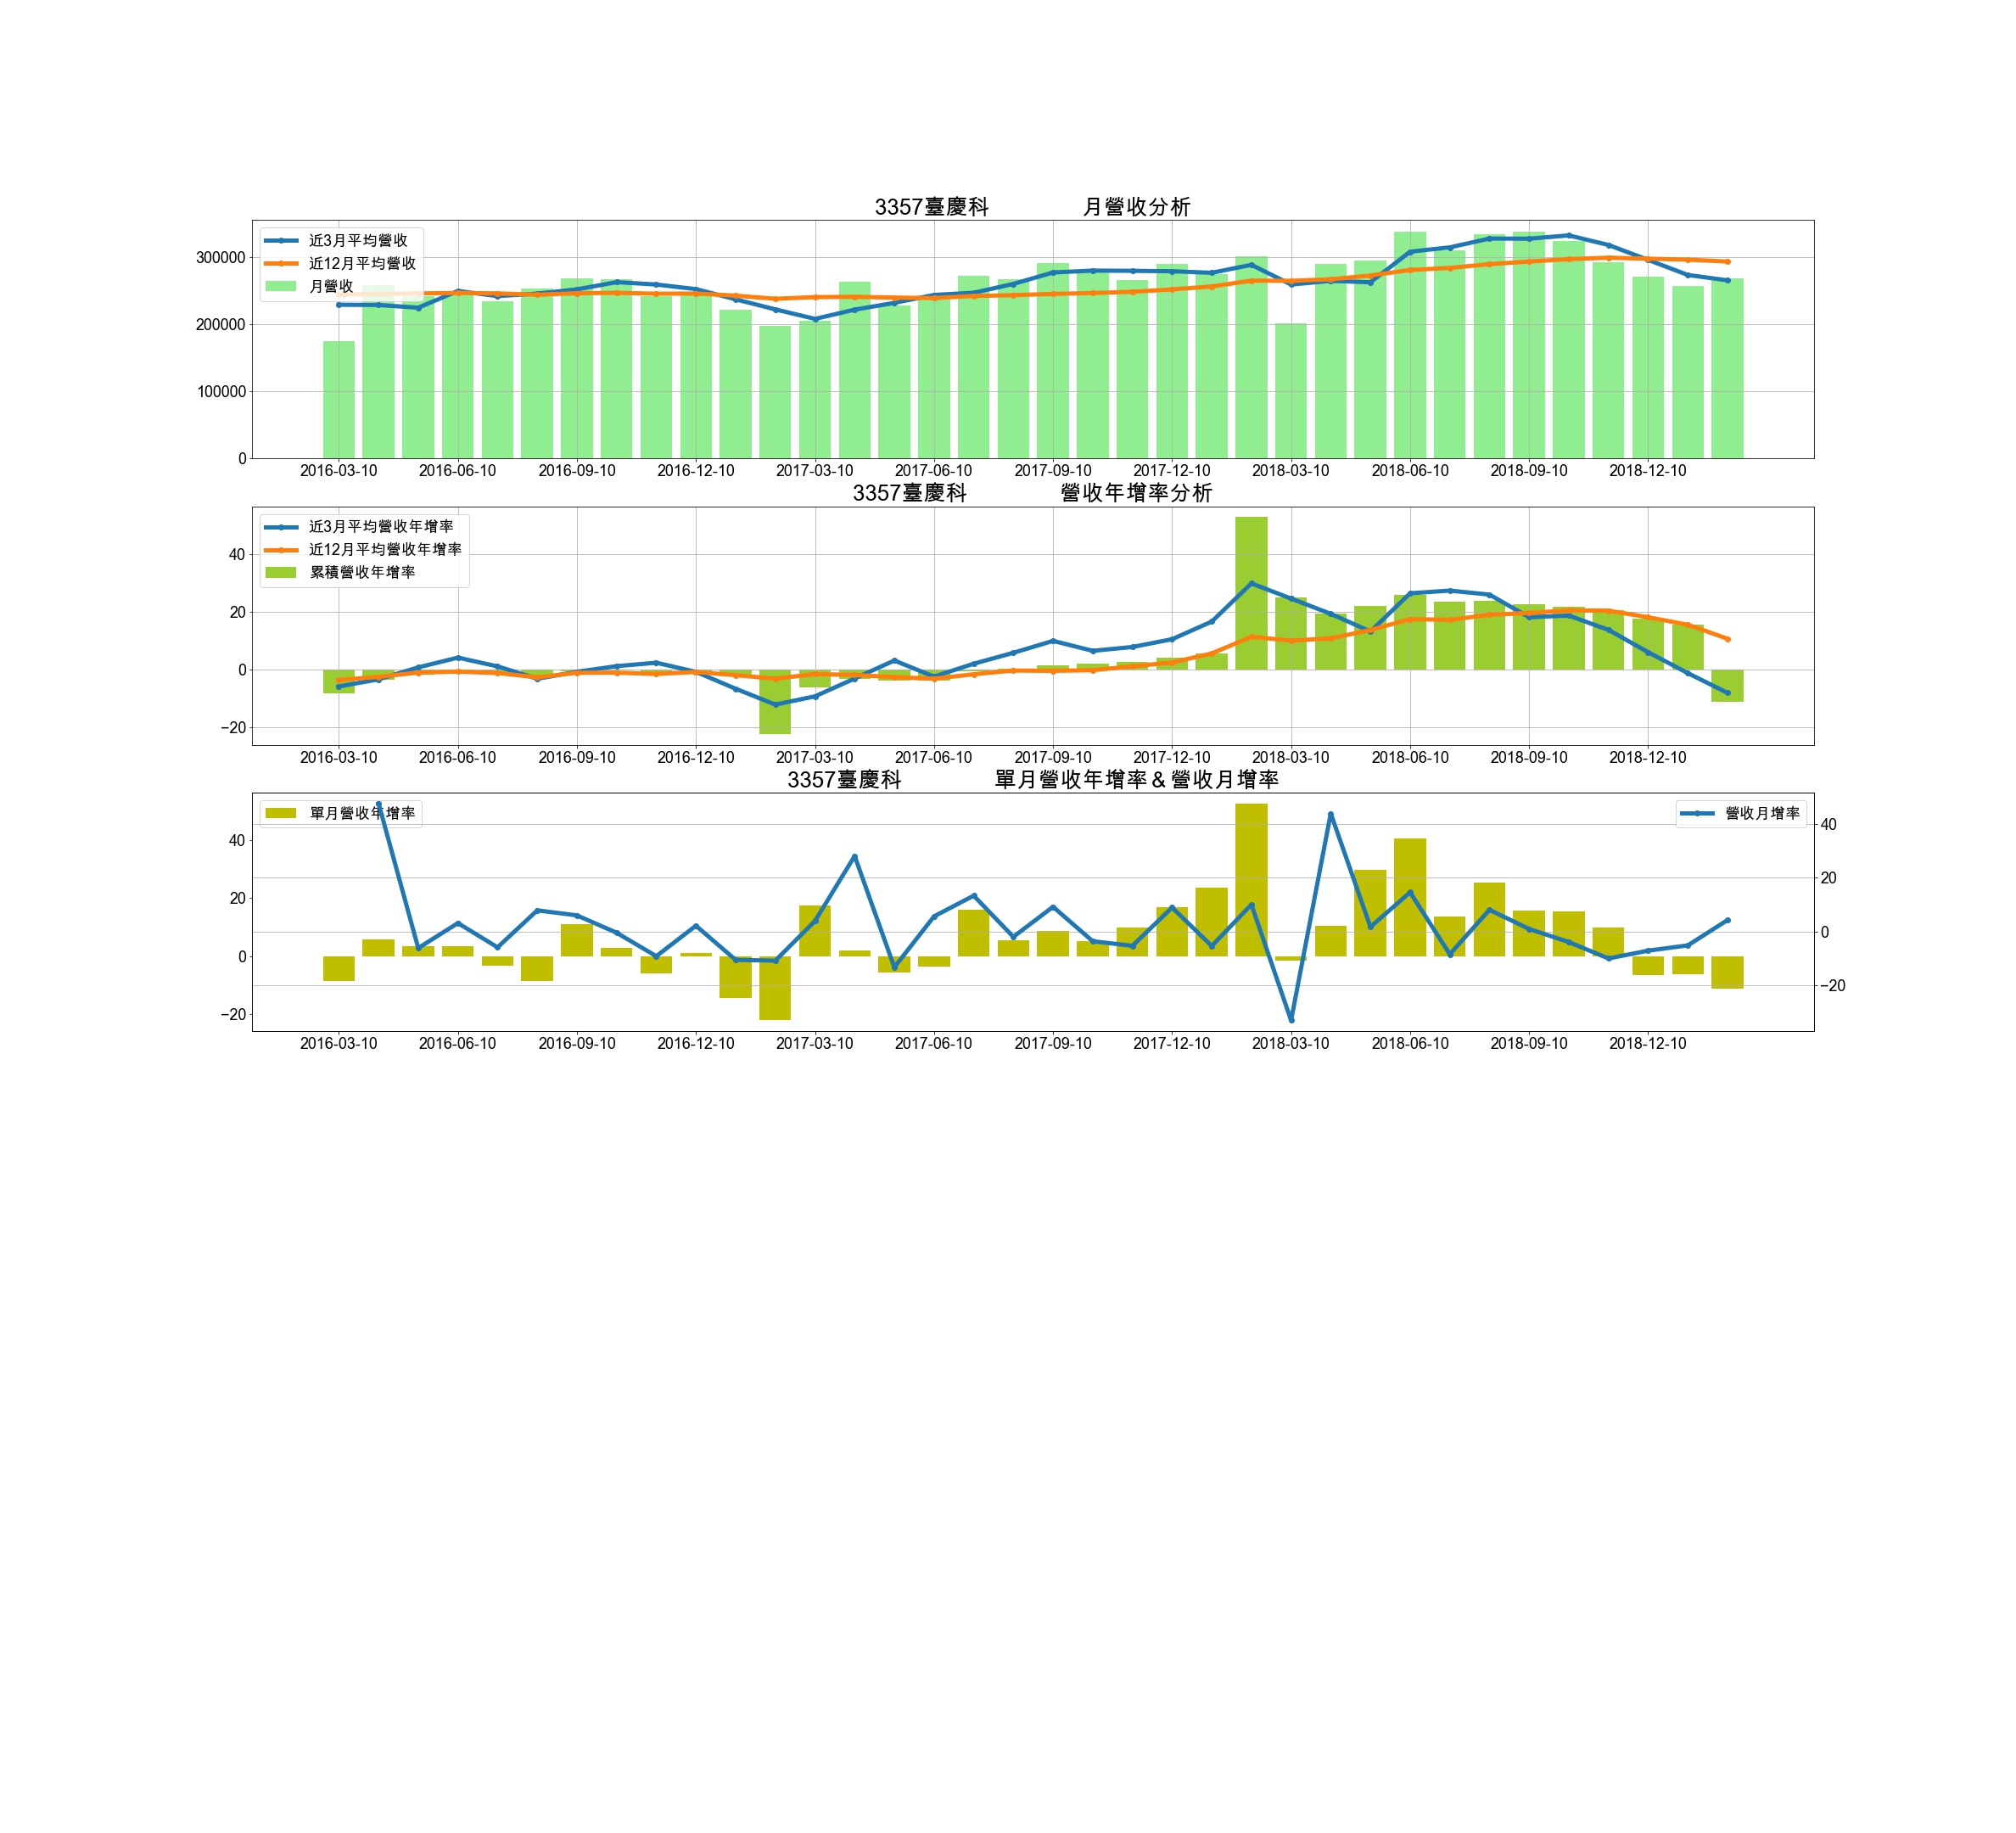 3357臺慶科 月營收分析
近3月平均營收
近12月平均營收
月營收
300000
200000
100000
0
2016-03-10 2016-06-10 2016-09-10 2016-12-10 2017-03-10 2017-06-10 2017-09-10 2017-12-10 2018-03-10 2018-06-10 2018-09-10 2018-12-10
3357臺慶科 營收年增率分析
近3月平均營收年增率
近12月平均營收年增率
累積營收年增率
40
20
0
−20
2016-03-10 2016-06-10 2016-09-10 2016-12-10 2017-03-10 2017-06-10 2017-09-10 2017-12-10 2018-03-10 2018-06-10 2018-09-10 2018-12-10
3357臺慶科 單月營收年增率＆營收月增率
單月營收年增率 營收月增率
40 40
20 20
0 0
−20 −20
2016-03-10 2016-06-10 2016-09-10 2016-12-10 2017-03-10 2017-06-10 2017-09-10 2017-12-10 2018-03-10 2018-06-10 2018-09-10 2018-12-10